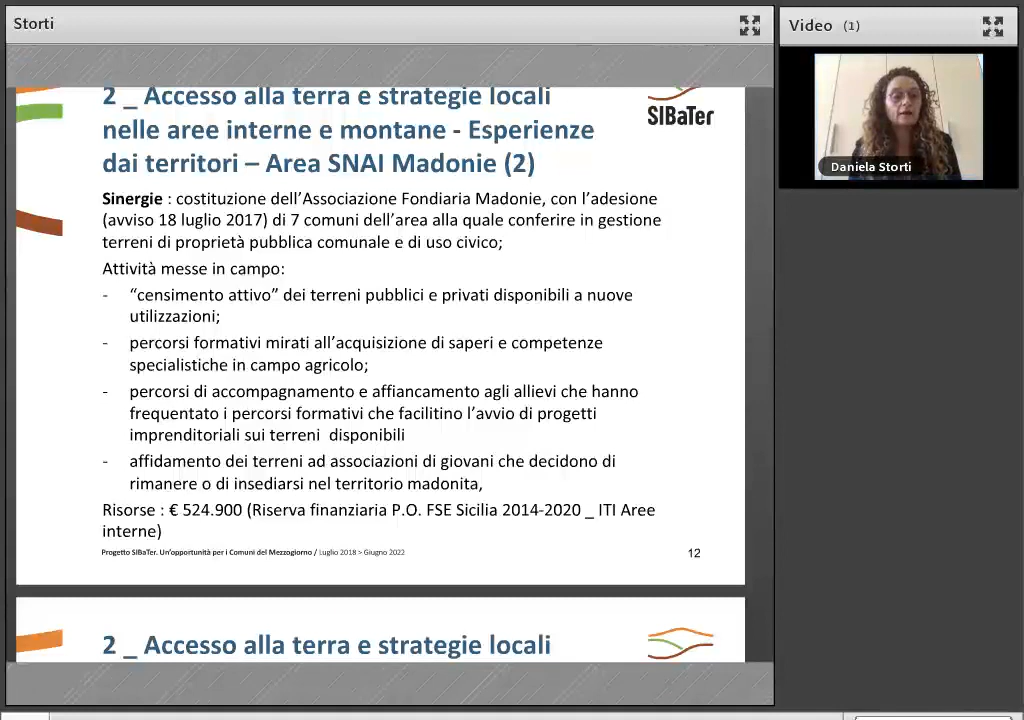 Storti
Video (1)
Daniela Storti
2 _ Accesso alla terra e strategie locali
nelle aree interne e montane - Esperienze
dai territori – Area SNAI Madonie (2)
SIBaTer
Sinergie : costituzione dell’Associazione Fondiaria Madonie, con l’adesione
(avviso 18 luglio 2017) di 7 comuni dell’area alla quale conferire in gestione
terreni di proprietà pubblica comunale e di uso civico;
Attività messe in campo:
- “censimento attivo” dei terreni pubblici e privati disponibili a nuove
utilizzazioni;
- percorsi formativi mirati all’acquisizione di saperi e competenze
specialistiche in campo agricolo;
- percorsi di accompagnamento e affiancamento agli allievi che hanno
frequentato i percorsi formativi che facilitino l’avvio di progetti
imprenditoriali sui terreni  disponibili
- affidamento dei terreni ad associazioni di giovani che decidono di
rimanere o di insediarsi nel territorio madonita,
Risorse : € 524.900 (Riserva finanziaria P.O. FSE Sicilia 2014-2020 _ ITI Aree
interne)
Progetto SIBaTer. Un’opportunità per i Comuni del Mezzogiorno / Luglio 2018 > Giugno 2022
12
2 _ Accesso alla terra e strategie locali